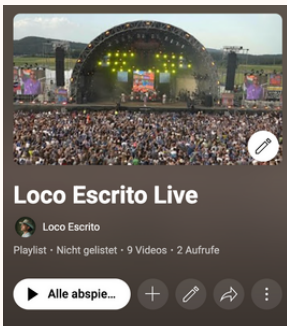 Loco Escrito Live
Loco Escrito
Playlist • Nicht gelistet • 9 Videos • 2 Aufrufe
Alle abspie...